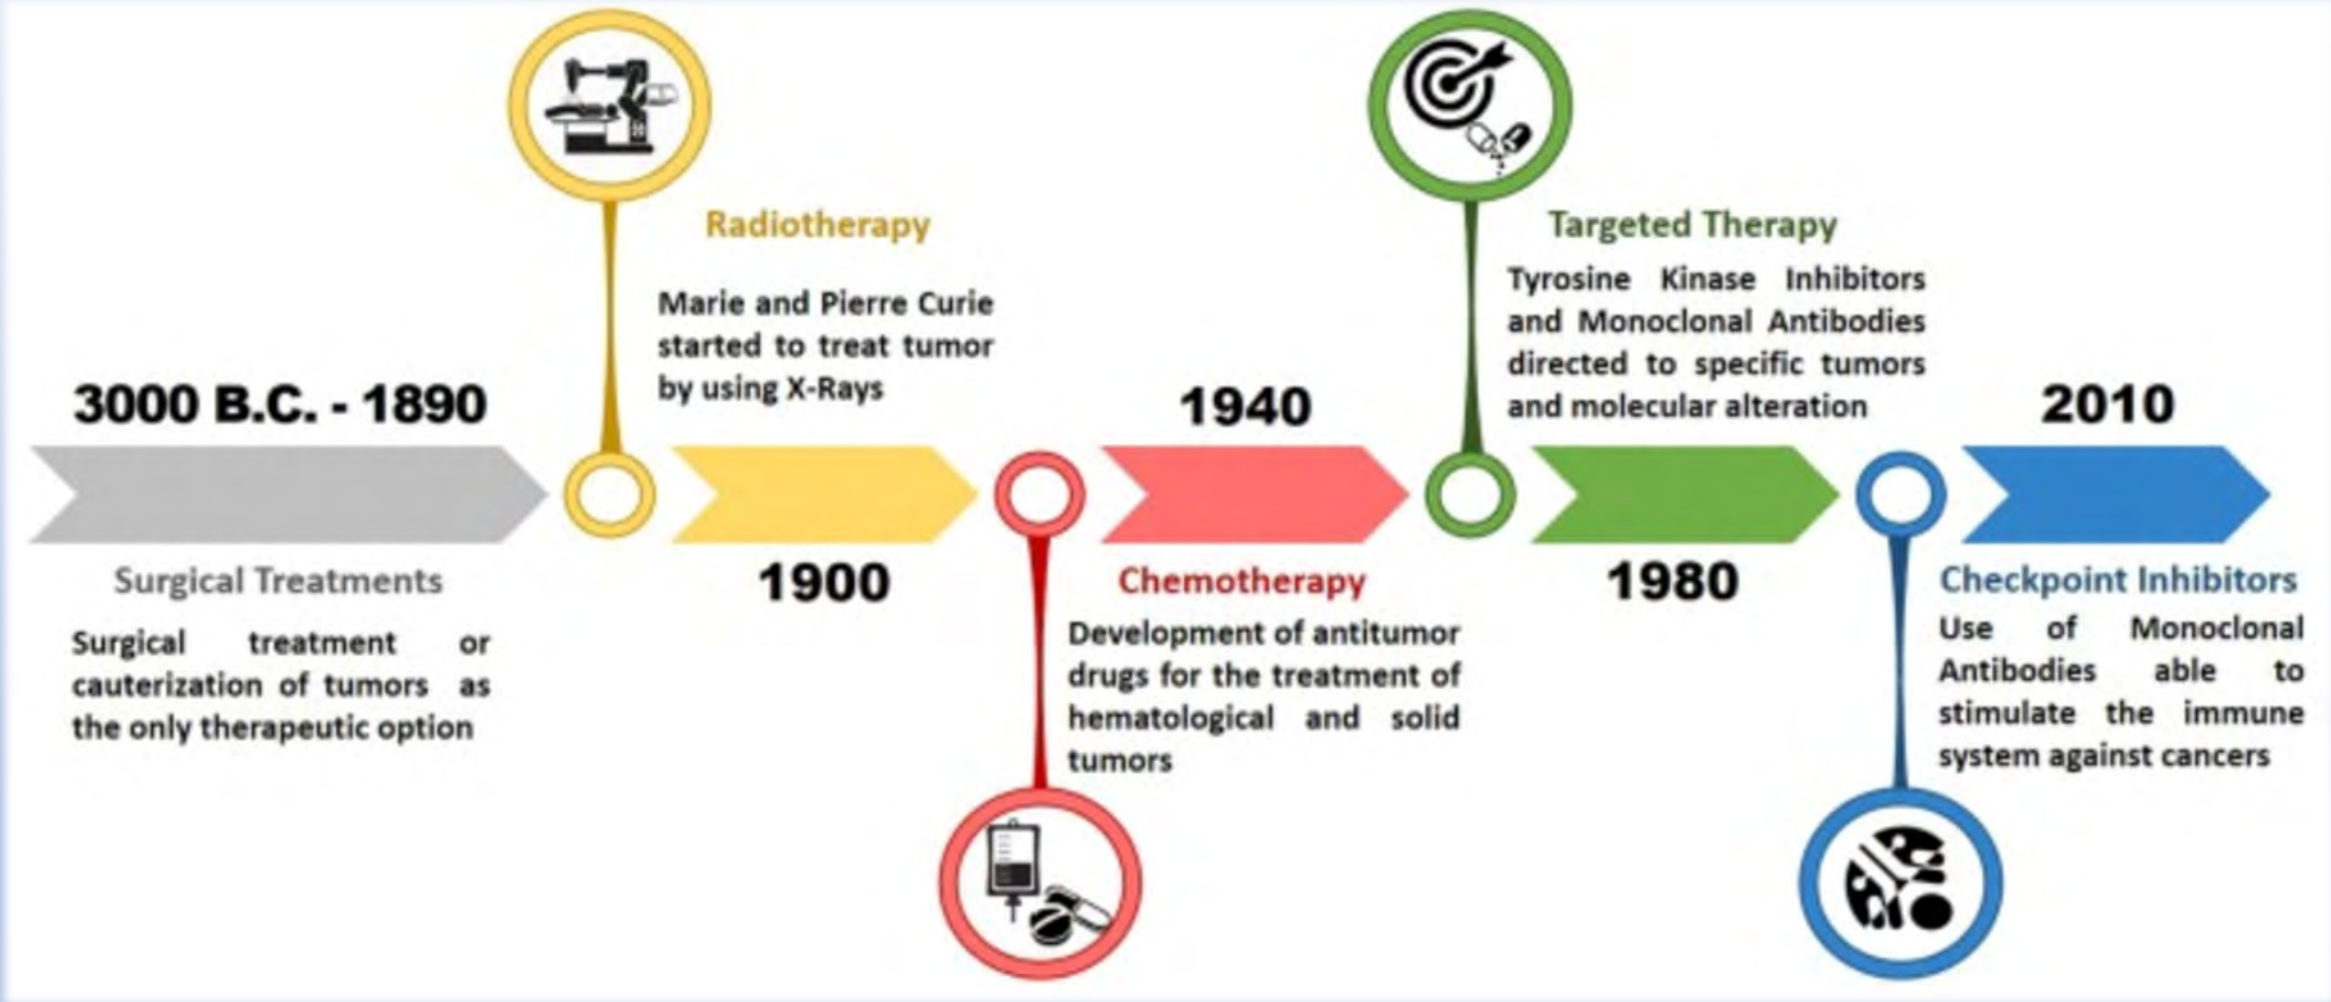 3000 B.C. - 1890
Surgical Treatments
Surgical treatment or
cauterization of tumors as
the only therapeutic option
Radiotherapy
Marie and Pierre Curie
started to treat tumor
by using X-Rays
1900
1940
Chemotherapy
Development of antitumor
drugs for the treatment of
hematological and solid
tumors
Targeted Therapy
Tyrosine Kinase Inhibitors
and Monoclonal Antibodies
directed to specific tumors
and molecular alteration
1980
2010
Checkpoint Inhibitors
Use of Monoclonal
Antibodies able to
stimulate the immune
system against cancers